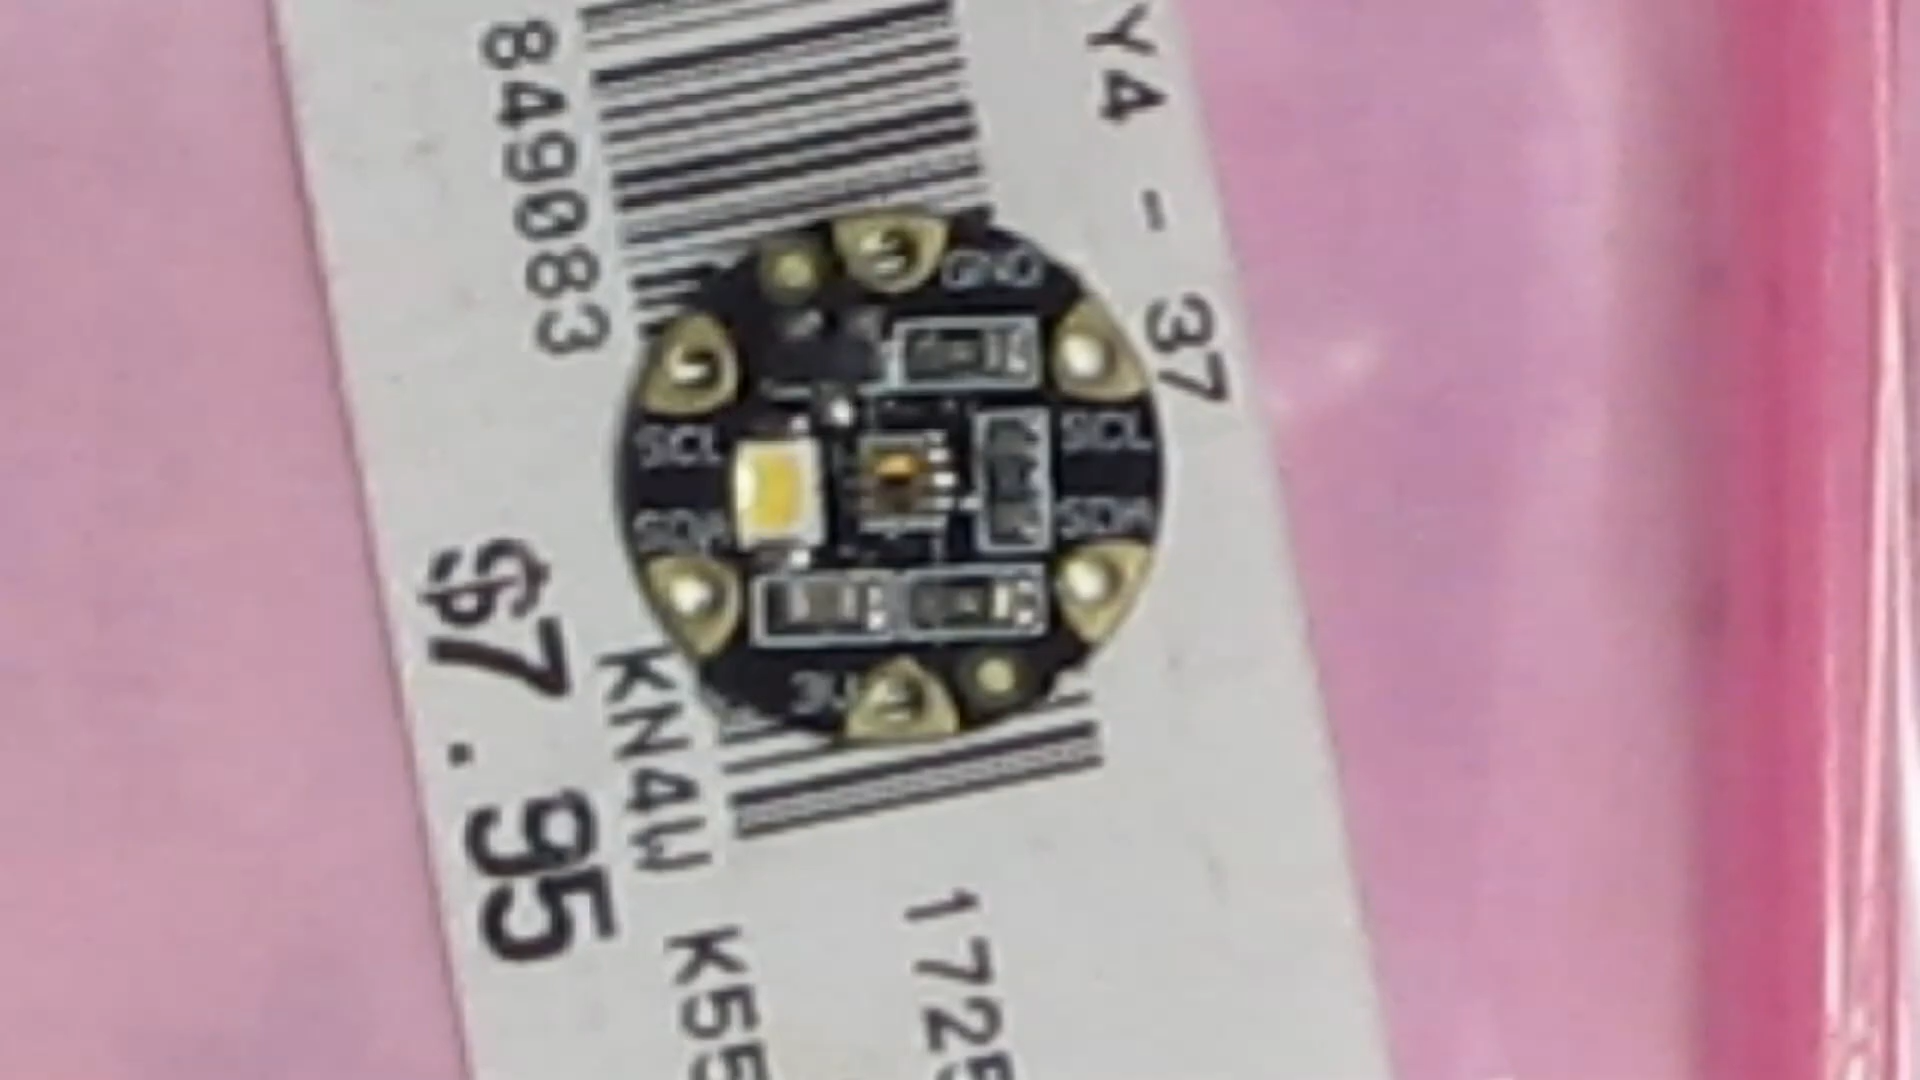 Y4-37
849083
GND
SCL
SCL
SDA
SDA
3V
$7.95
KN4W K55
1725